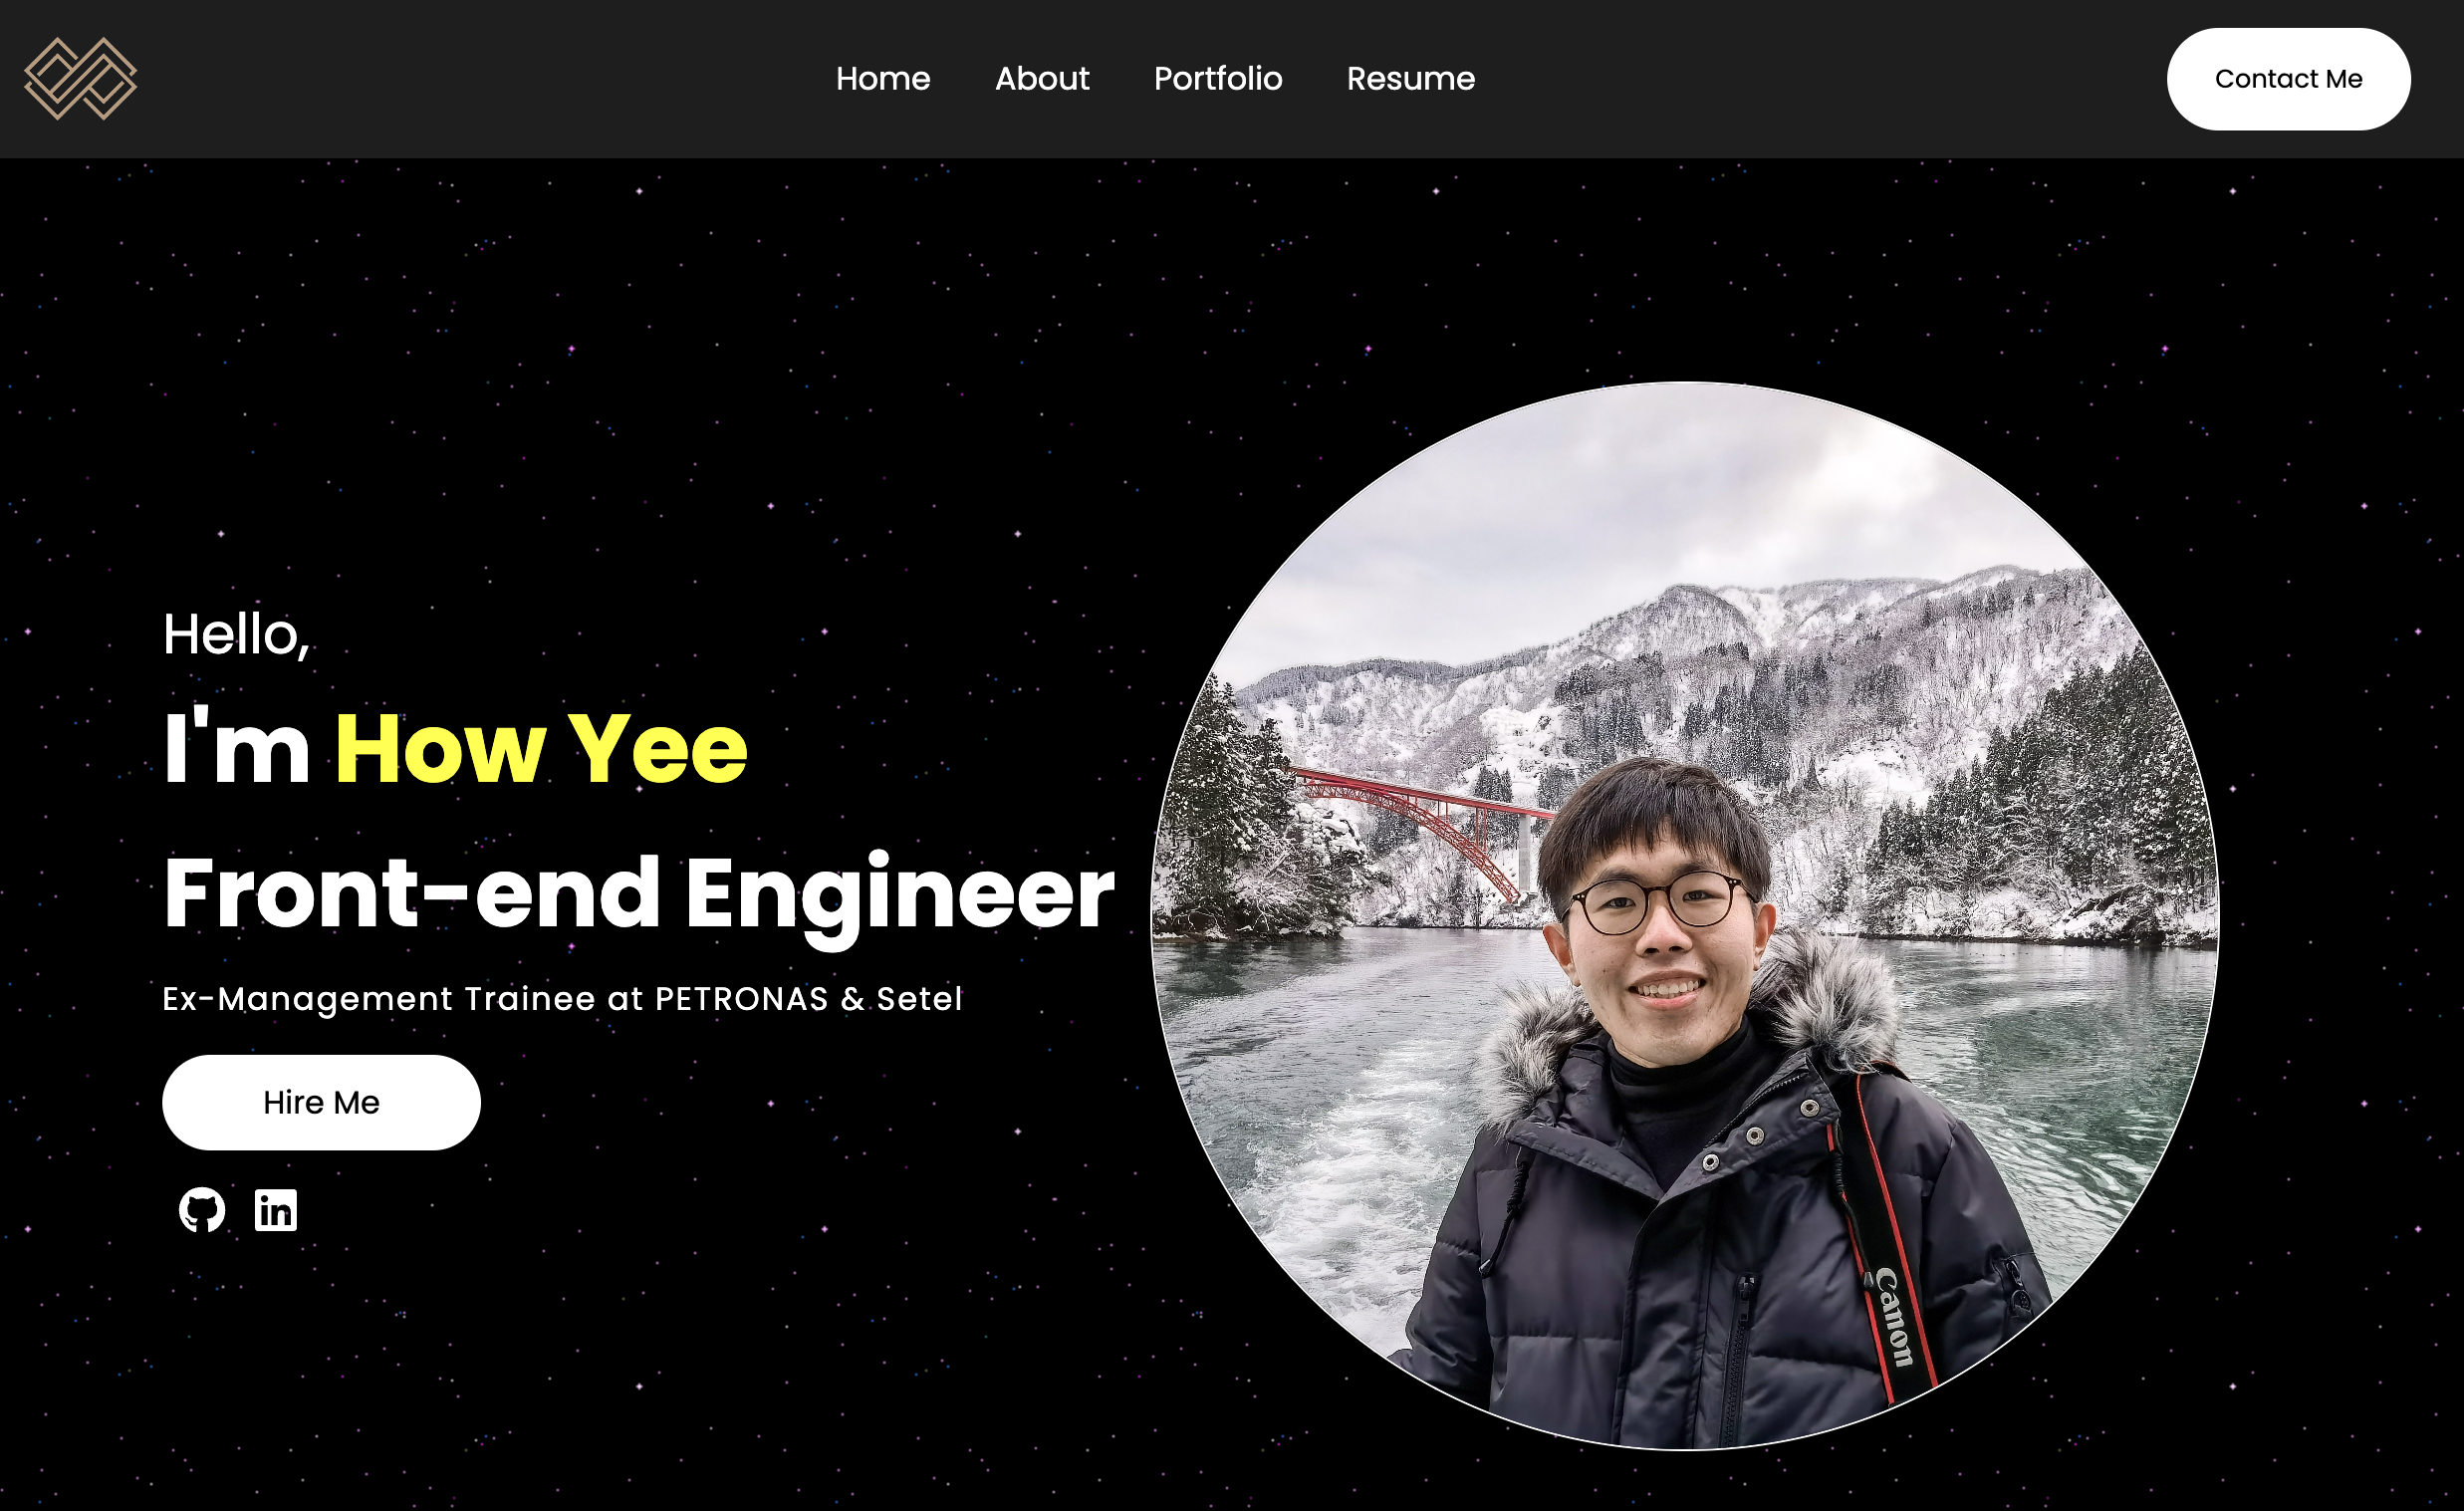 Home About Portfolio Resume
Contact Me
Hello,
I'm How Yee
Front-end Engineer
Ex-Management Trainee at PETRONAS & Setel
Hire Me
in
Canon